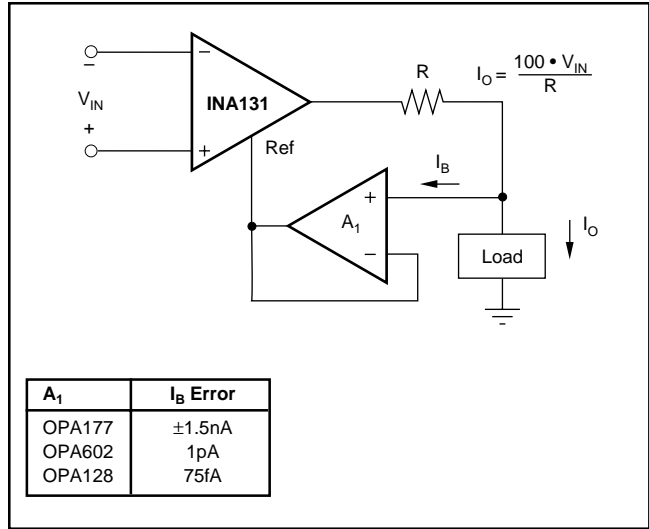 −
V_IN
+
−
+
INA131
Ref
R
I_O = 100 • V_IN / R
I_B
+
A_1
−
Load
I_O
A_1 I_B Error
OPA177 ±1.5nA
OPA602 1pA
OPA128 75fA